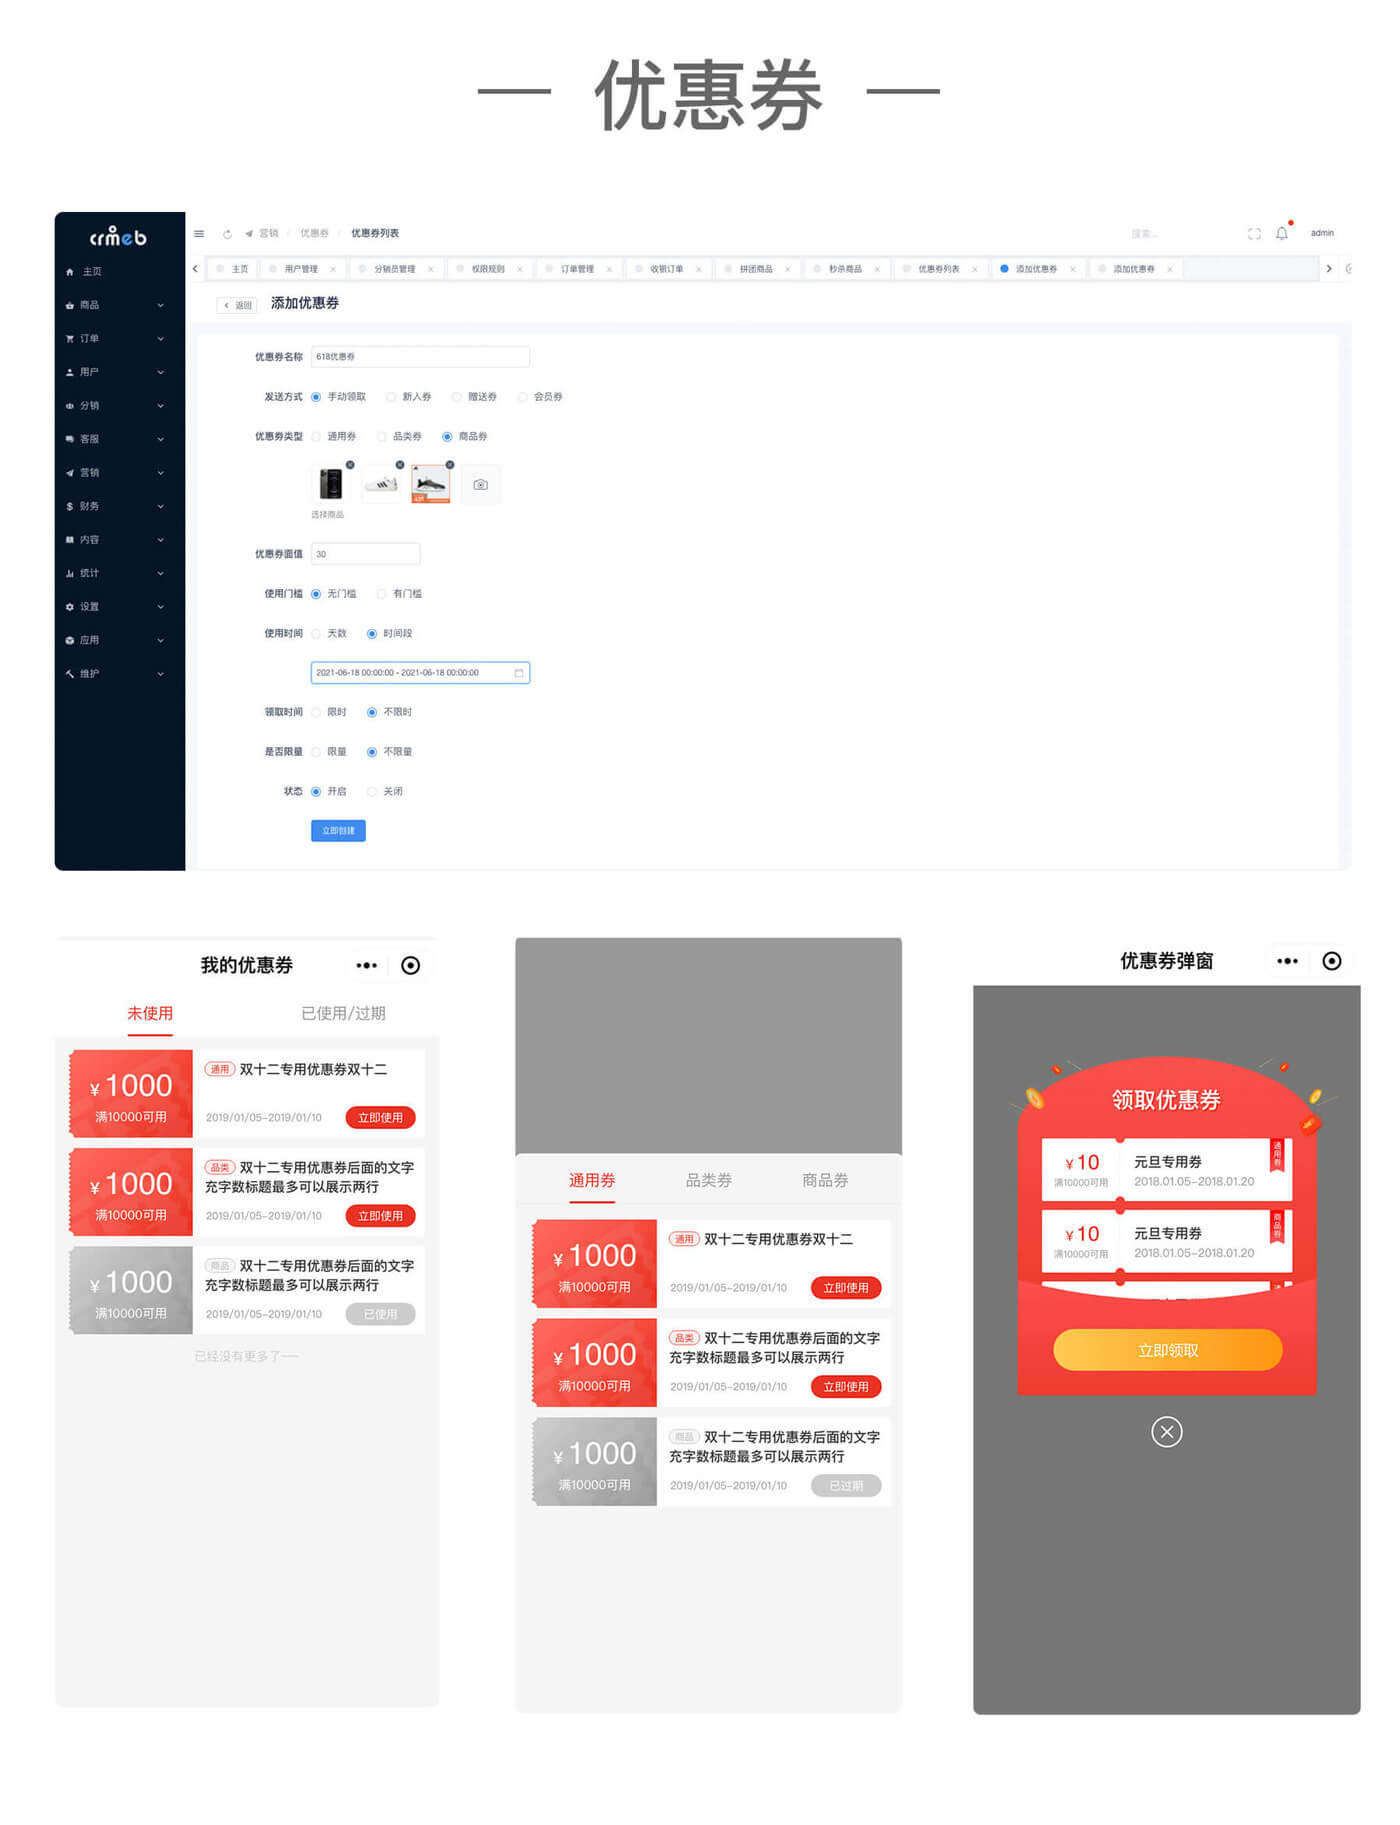 优惠券
crmeb
主页
商品
订单
用户
分销
客服
营销
财务
内容
统计
设置
应用
维护
营销 / 优惠券 / 优惠券列表
搜索...
admin
主页 用户管理 分销员管理 权限规则 订单管理 收银订单 拼团商品 秒杀商品 优惠券列表 添加优惠券 添加优惠券
返回 添加优惠券
优惠券名称 618优惠券
发送方式 手动领取 新人券 赠送券 会员券
优惠券类型 通用券 品类券 商品券
选择商品
优惠券面值 30
使用门槛 无门槛 有门槛
使用时间 天数 时间段
2021-06-18 00:00:00 - 2021-06-18 00:00:00
领取时间 限时 不限时
是否限量 限量 不限量
状态 开启 关闭
立即创建
我的优惠券
未使用 已使用/过期
¥1000
满10000可用
通用 双十二专用优惠券双十二
2019/01/05-2019/01/10 立即使用
¥1000
满10000可用
品类 双十二专用优惠券后面的文字
充字数标题最多可以展示两行
2019/01/05-2019/01/10 立即使用
¥1000
满10000可用
商品 双十二专用优惠券后面的文字
充字数标题最多可以展示两行
2019/01/05-2019/01/10 已使用
已经没有更多了~~
通用券 品类券 商品券
¥1000
满10000可用
通用 双十二专用优惠券双十二
2019/01/05-2019/01/10 立即使用
¥1000
满10000可用
品类 双十二专用优惠券后面的文字
充字数标题最多可以展示两行
2019/01/05-2019/01/10 立即使用
¥1000
满10000可用
商品 双十二专用优惠券后面的文字
充字数标题最多可以展示两行
2019/01/05-2019/01/10 已过期
优惠券弹窗
领取优惠券
¥10
满10000可用
元旦专用券
2018.01.05-2018.01.20
通用券
¥10
满10000可用
元旦专用券
2018.01.05-2018.01.20
商品券
立即领取